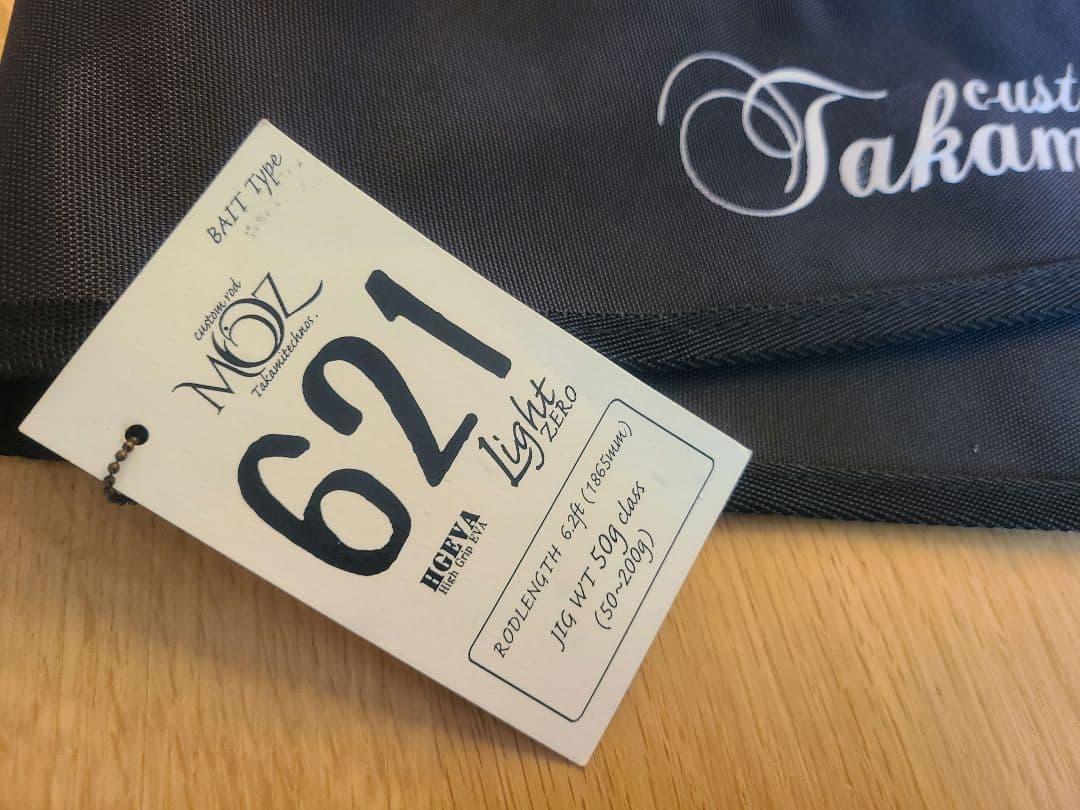 BAIT Type
custom rod
MOZ
Takamitechnos.
621
Light
ZERO
HGEVA
High Grip EVA
RODLENGTH 6.2ft (1865mm)
JIG WT 50g class
(50~200g)
cust
Takam